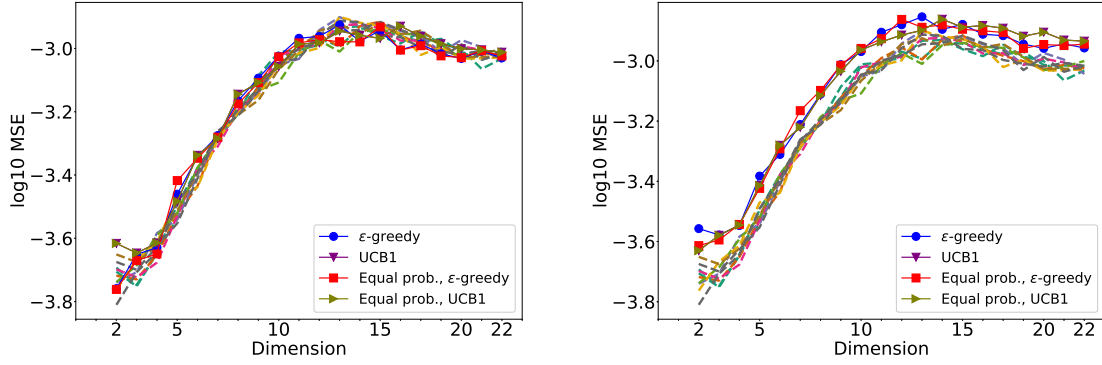 log10 MSE
−3.0
−3.2
−3.4
−3.6
−3.8
2
5
10
15
20
22
Dimension
ε-greedy
UCB1
Equal prob., ε-greedy
Equal prob., UCB1
log10 MSE
−3.0
−3.2
−3.4
−3.6
−3.8
2
5
10
15
20
22
Dimension
ε-greedy
UCB1
Equal prob., ε-greedy
Equal prob., UCB1